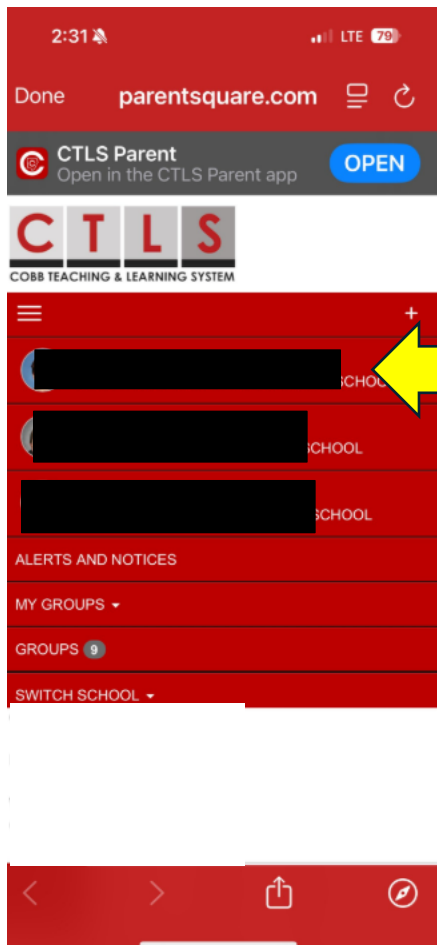 2:31 LTE 79
Done parentsquare.com
CTLS Parent
Open in the CTLS Parent app
OPEN
C T L S
COBB TEACHING & LEARNING SYSTEM
+
SCHOOL
SCHOOL
ALERTS AND NOTICES
MY GROUPS
GROUPS 9
SWITCH SCHOOL